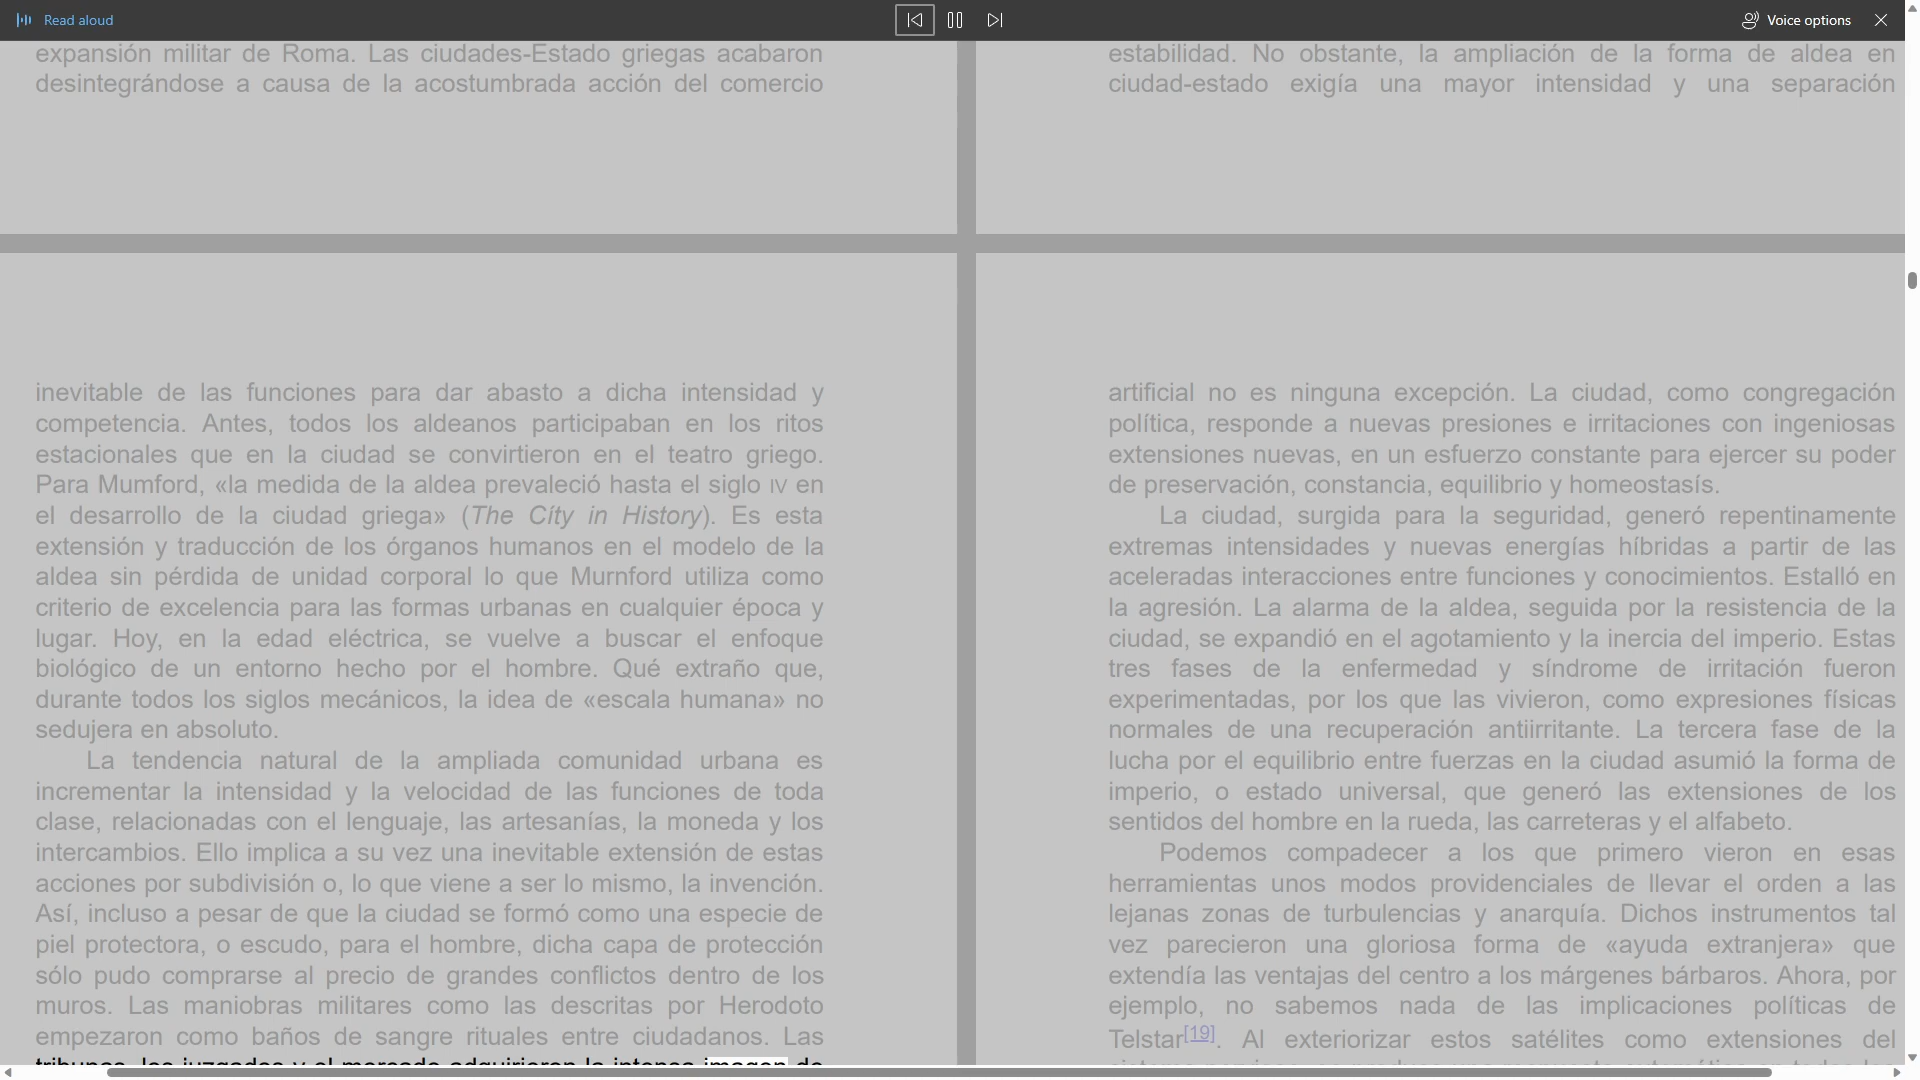 Read aloud
Voice options
expansión militar de Roma. Las ciudades-Estado griegas acababan
desintegrándose a causa de la acostumbrada acción del comercio
estabilidad. No obstante, la ampliación de la forma de aldea en
ciudad-estado exigía una mayor intensidad y una separación
inevitable de las funciones para dar abasto a dicha intensidad y
competencia. Antes, todos los aldeanos participaban en los ritos
estacionales que en la ciudad se convirtieron en el teatro griego.
Para Mumford, «la medida de la aldea prevaleció hasta el siglo IV en
el desarrollo de la ciudad griega» (The Cíty in History). Es esta
extensión y traducción de los órganos humanos en el modelo de la
aldea sin pérdida de unidad corporal lo que Murnford utiliza como
criterio de excelencia para las formas urbanas en cualquier época y
lugar. Hoy, en la edad eléctrica, se vuelve a buscar el enfoque
biológico de un entorno hecho por el hombre. Qué extraño que,
durante todos los siglos mecánicos, la idea de «escala humana» no
sedujera en absoluto.
La tendencia natural de la ampliada comunidad urbana es
incrementar la intensidad y la velocidad de las funciones de toda
clase, relacionadas con el lenguaje, las artesanías, la moneda y los
intercambios. Ello implica a su vez una inevitable extensión de estas
acciones por subdivisión o, lo que viene a ser lo mismo, la invención.
Así, incluso a pesar de que la ciudad se formó como una especie de
piel protectora, o escudo, para el hombre, dicha capa de protección
sólo pudo comprarse al precio de grandes conflictos dentro de los
muros. Las maniobras militares como las descritas por Herodoto
empezaron como baños de sangre rituales entre ciudadanos. Las
tribunas, los juzgados y el mercado adquirieron la intensa imagen de
artificial no es ninguna excepción. La ciudad, como congregación
política, responde a nuevas presiones e irritaciones con ingeniosas
extensiones nuevas, en un esfuerzo constante para ejercer su poder
de preservación, constancia, equilibrio y homeostasís.
La ciudad, surgida para la seguridad, generó repentinamente
extremas intensidades y nuevas energías híbridas a partir de las
aceleradas interacciones entre funciones y conocimientos. Estalló en
la agresión. La alarma de la aldea, seguida por la resistencia de la
ciudad, se expandió en el agotamiento y la inercia del imperio. Estas
tres fases de la enfermedad y síndrome de irritación fueron
experimentadas, por los que las vivieron, como expresiones físicas
normales de una recuperación antiirritante. La tercera fase de la
lucha por el equilibrio entre fuerzas en la ciudad asumió la forma de
imperio, o estado universal, que generó las extensiones de los
sentidos del hombre en la rueda, las carreteras y el alfabeto.
Podemos compadecer a los que primero vieron en esas
herramientas unos modos providenciales de llevar el orden a las
lejanas zonas de turbulencias y anarquía. Dichos instrumentos tal
vez parecieron una gloriosa forma de «ayuda extranjera» que
extendía las ventajas del centro a los márgenes bárbaros. Ahora, por
ejemplo, no sabemos nada de las implicaciones políticas de
Telstar[19]. Al exteriorizar estos satélites como extensiones del